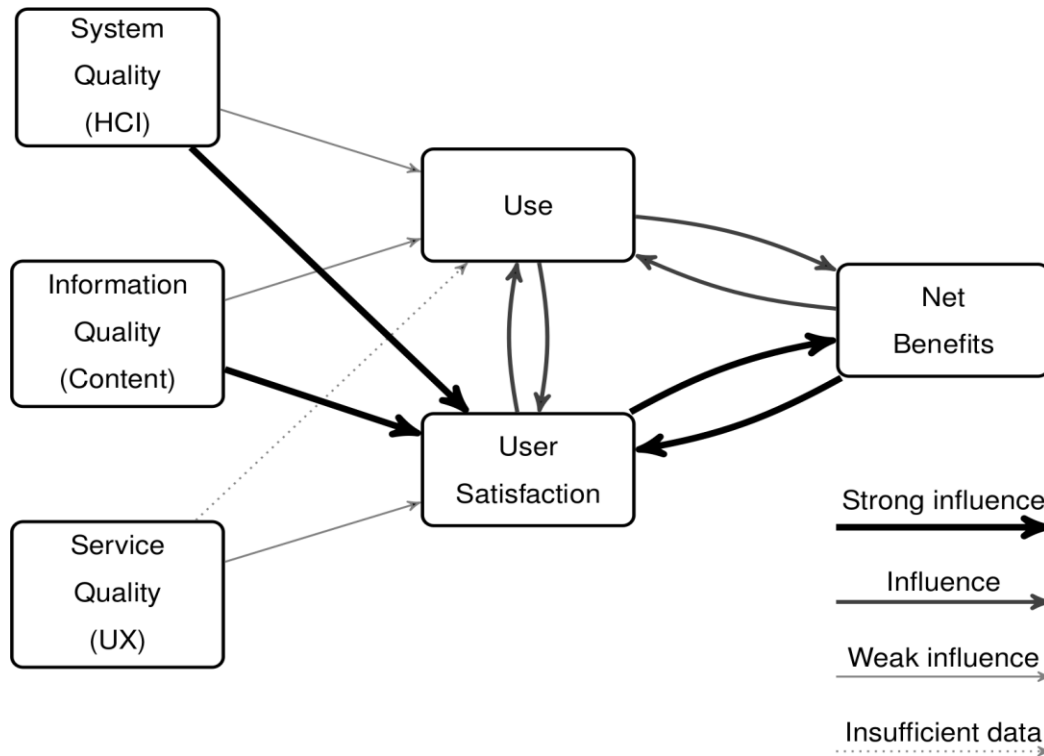 System
Quality
(HCI)
Use
Information
Quality
(Content)
Net
Benefits
User
Satisfaction
Service
Quality
(UX)
Strong influence
Influence
Weak influence
Insufficient data